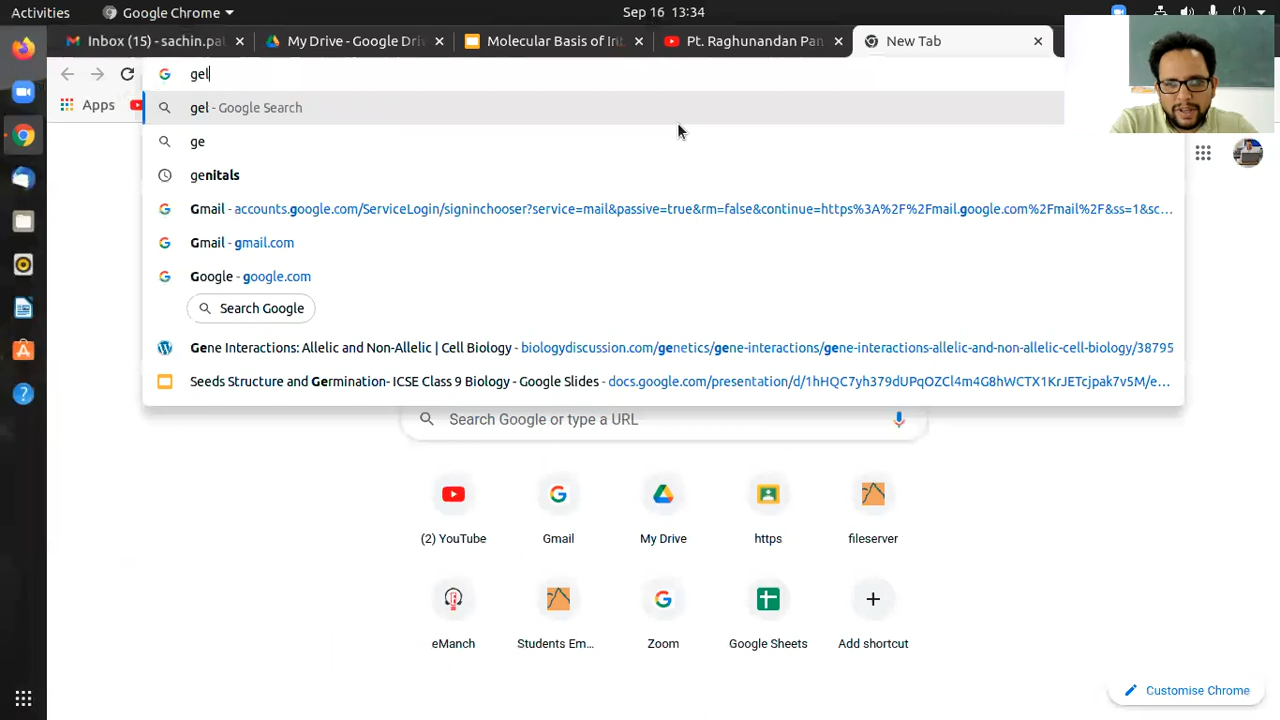 Activities
Google Chrome
Sep 16 13:34
Inbox (15) - sachin.pal
My Drive - Google Driv
Molecular Basis of Inh
Pt. Raghunandan Pan
New Tab
gel
Apps
gel - Google Search
ge
genitals
Gmail - accounts.google.com/ServiceLogin/signinchooser?service=mail&passive=true&rm=false&continue=https%3A%2F%2Fmail.google.com%2Fmail%2F&ss=1&sc...
Gmail - gmail.com
Google - google.com
Search Google
Gene Interactions: Allelic and Non-Allelic | Cell Biology - biologydiscussion.com/genetics/gene-interactions/gene-interactions-allelic-and-non-allelic-cell-biology/38795
Seeds Structure and Germination- ICSE Class 9 Biology - Google Slides - docs.google.com/presentation/d/1hHQC7yh379dUPqOZCl4m4G8hWCTX1KrJETcjpak7v5M/e...
Search Google or type a URL
(2) YouTube
Gmail
My Drive
https
fileserver
eManch
Students Em...
Zoom
Google Sheets
Add shortcut
Customise Chrome